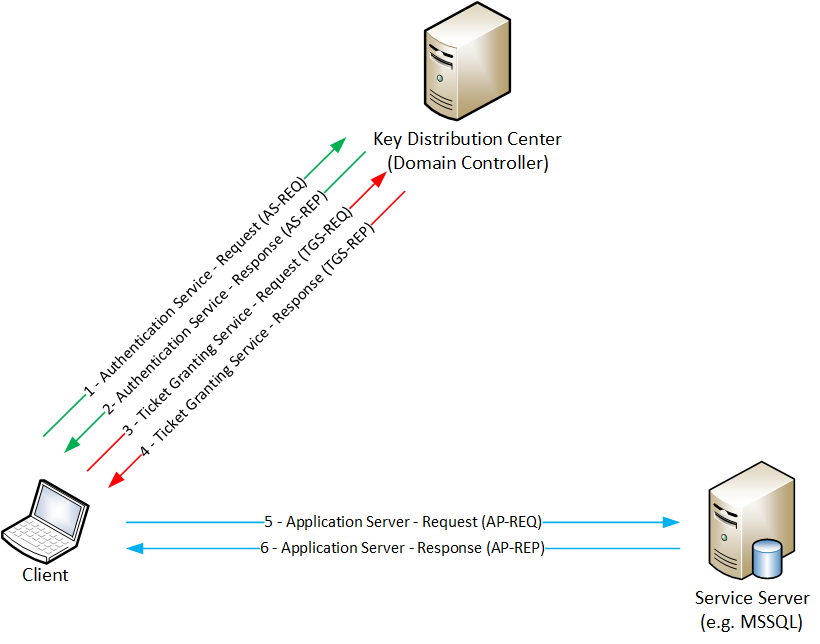 Key Distribution Center
(Domain Controller)
1 - Authentication Service - Request (AS-REQ)
2- Authentication Service - Response (AS-REP)
3 - Ticket Granting Service - Request (TGS-REQ)
4 - Ticket Granting Service - Response (TGS-REP)
5 - Application Server - Request (AP-REQ)
6 - Application Server - Response (AP-REP)
Client
Service Server
(e.g. MSSQL)